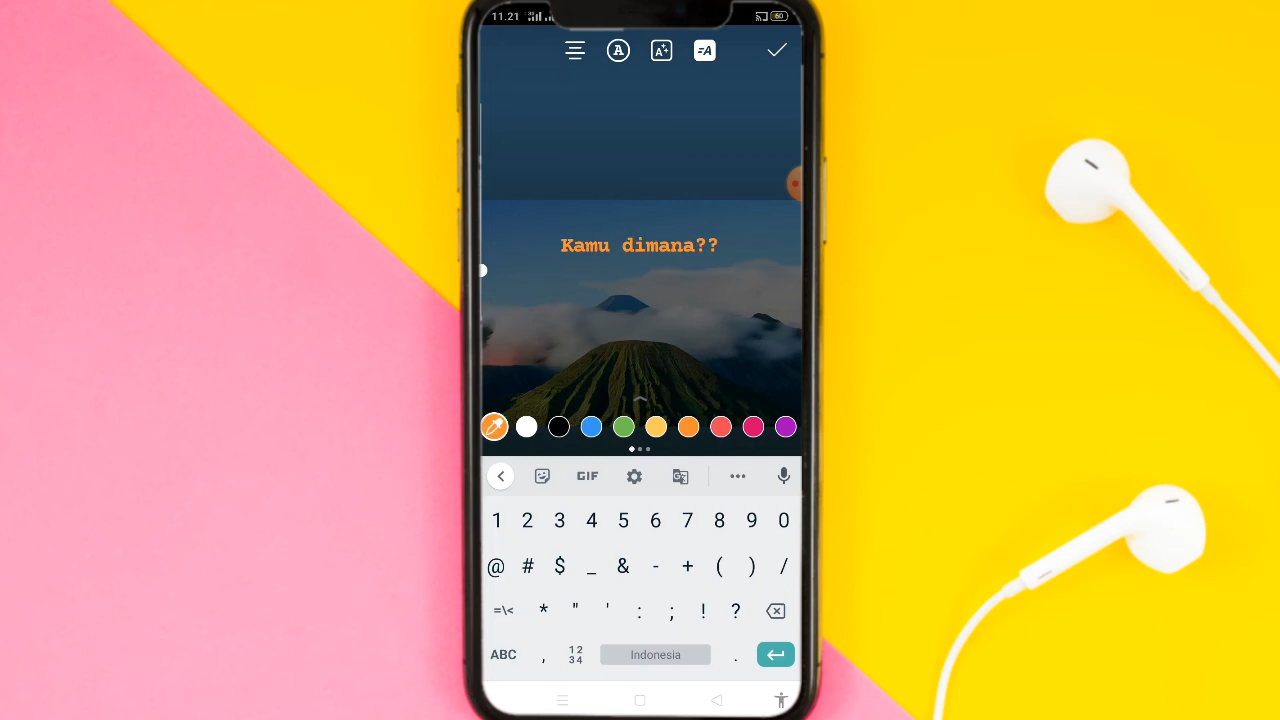 11.21
60
A
A
=A
Kamu dimana??
GIF
1 2 3 4 5 6 7 8 9 0
@ # $ _ & - + ( ) /
=\< * " ' : ; ! ?
ABC , 12 34 Indonesia .